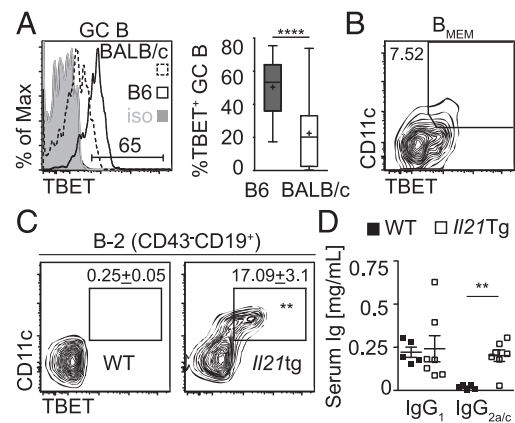 A
GC B
BALB/c
B6
iso
65
% of Max
TBET
****
%TBET⁺ GC B
80
60
40
20
0
B6 BALB/c
B
B_MEM
7.52
CD11c
TBET
C
B-2 (CD43⁻CD19⁺)
0.25±0.05
17.09±3.1
**
WT
Il21tg
CD11c
TBET
D
WT Il21Tg
Serum Ig [mg/mL]
0.75
0.5
0.25
0
**
IgG₁ IgG₂ₐ/c